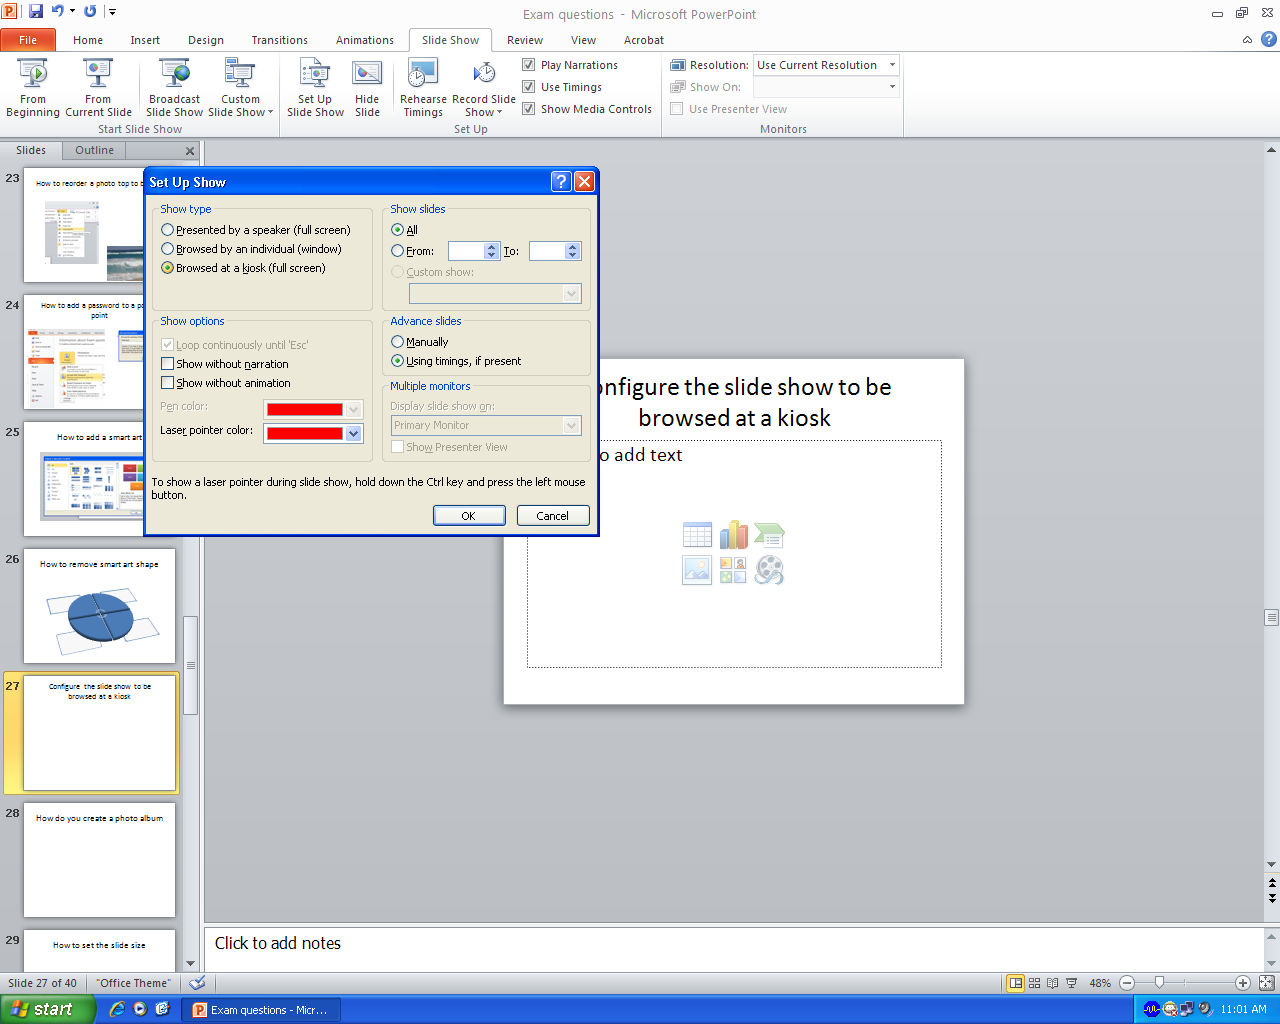 Exam questions - Microsoft PowerPoint
File Home Insert Design Transitions Animations Slide Show Review View Acrobat
From Beginning
From Current Slide
Broadcast Slide Show
Custom Slide Show
Set Up Slide Show
Hide Slide
Rehearse Timings
Record Slide Show
Play Narrations
Use Timings
Show Media Controls
Resolution: Use Current Resolution
Show On:
Use Presenter View
Start Slide Show
Set Up
Monitors
Slides Outline
23
How to reorder a photo top to b
24
How to add a password to a po
point
25
How to add a smart art
26
How to remove smart art shape
27
Configure the slide show to be
browsed at a kiosk
28
How do you create a photo album
29
How to set the slide size
Set Up Show
Show type
Presented by a speaker (full screen)
Browsed by an individual (window)
Browsed at a kiosk (full screen)
Show slides
All
From: To:
Custom show:
Show options
Loop continuously until 'Esc'
Show without narration
Show without animation
Pen color:
Laser pointer color:
Advance slides
Manually
Using timings, if present
Multiple monitors
Display slide show on:
Primary Monitor
Show Presenter View
To show a laser pointer during slide show, hold down the Ctrl key and press the left mouse
button.
OK Cancel
onfigure the slide show to be
browsed at a kiosk
o add text
Click to add notes
Slide 27 of 40 "Office Theme" 48%
start Exam questions - Micr... 11:01 AM